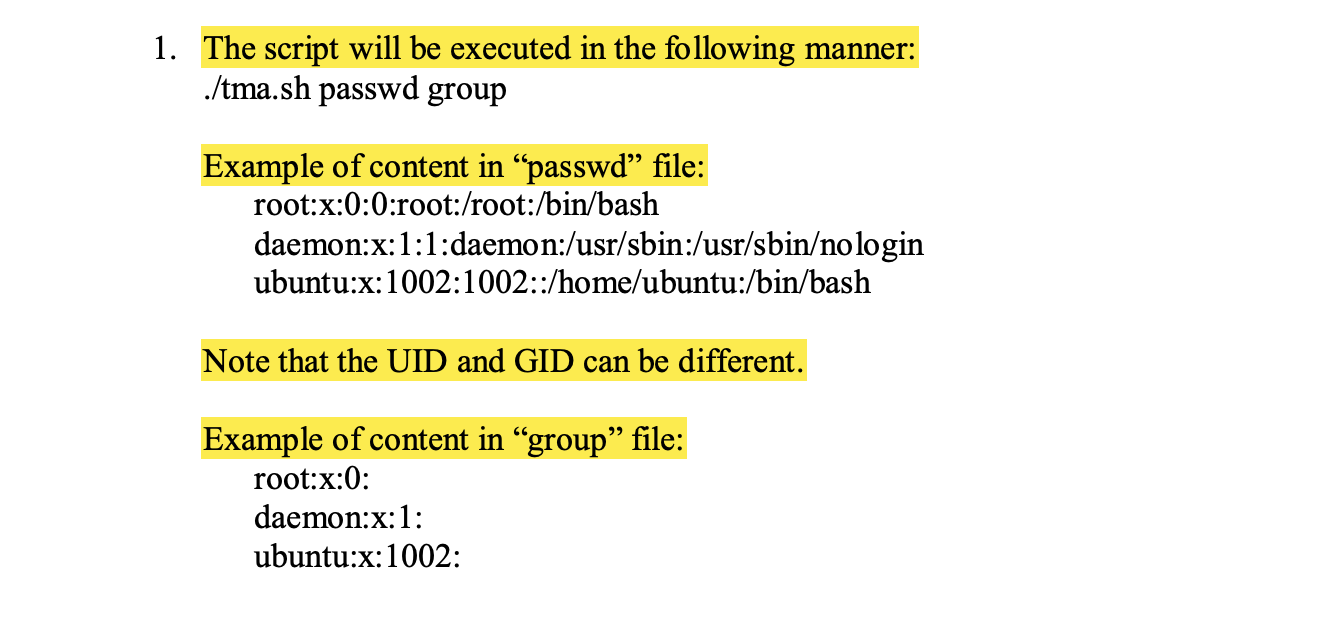 1. The script will be executed in the following manner:
./tma.sh passwd group
Example of content in “passwd” file:
root:x:0:0:root:/root:/bin/bash
daemon:x:1:1:daemon:/usr/sbin:/usr/sbin/nologin
ubuntu:x:1002:1002::/home/ubuntu:/bin/bash
Note that the UID and GID can be different.
Example of content in “group” file:
root:x:0:
daemon:x:1:
ubuntu:x:1002: